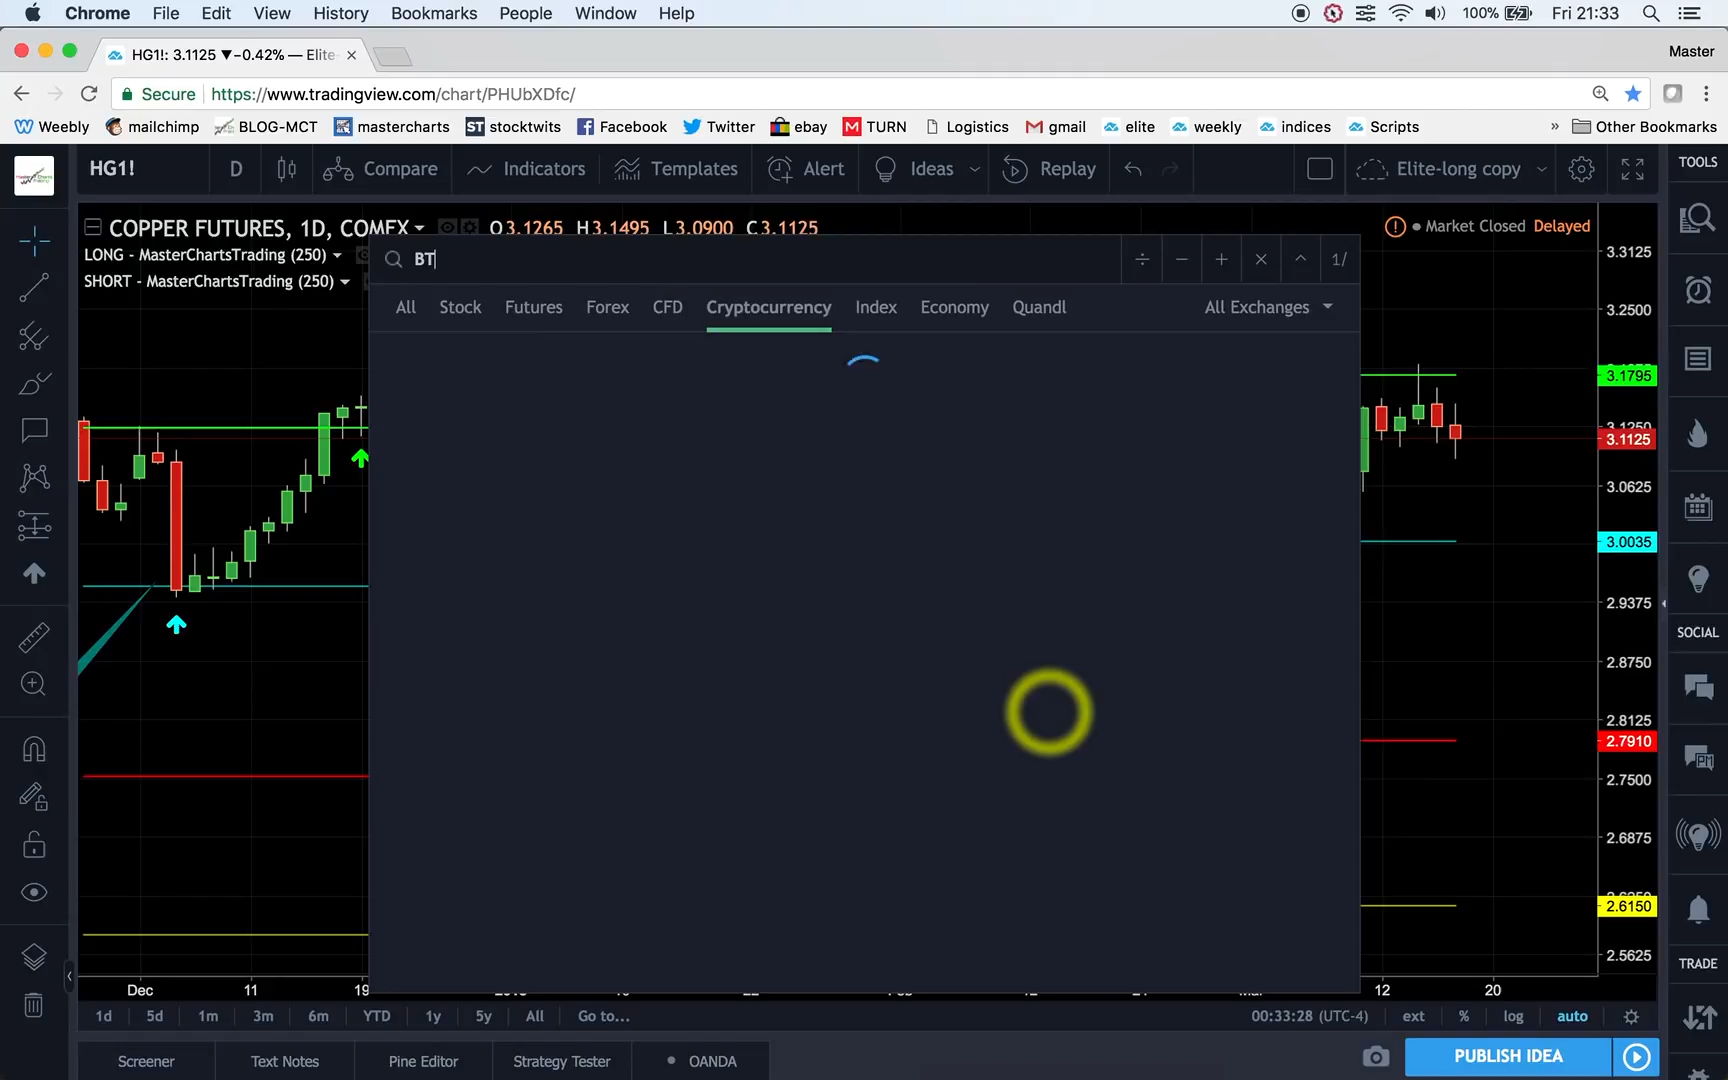 Chrome File Edit View History Bookmarks People Window Help 100% Fri 21:33
HG1!: 3.1125 ▼−0.42% — Elite- × Master
Secure https://www.tradingview.com/chart/PHUbXDfc/
Weebly mailchimp BLOG-MCT mastercharts ST stocktwits Facebook Twitter ebay M TURN Logistics gmail elite weekly indices Scripts » Other Bookmarks
HG1! D Compare Indicators Templates Alert Ideas Replay Elite-long copy TOOLS
COPPER FUTURES, 1D, COMEX O3.1265 H3.1495 L3.0900 C3.1125 Market Closed Delayed
LONG - MasterChartsTrading (250)
SHORT - MasterChartsTrading (250)
BT ÷ − + × ^ 1/
All Stock Futures Forex CFD Cryptocurrency Index Economy Quandl All Exchanges
3.3125
3.2500
3.1795
3.1250
3.1125
3.0625
3.0035
2.9375
2.8750
2.8125
2.7910
2.7500
2.6875
2.6150
2.5625
SOCIAL
TRADE
Dec 11 19 12 20
1d 5d 1m 3m 6m YTD 1y 5y All Go to... 00:33:28 (UTC-4) ext % log auto
Screener Text Notes Pine Editor Strategy Tester OANDA PUBLISH IDEA